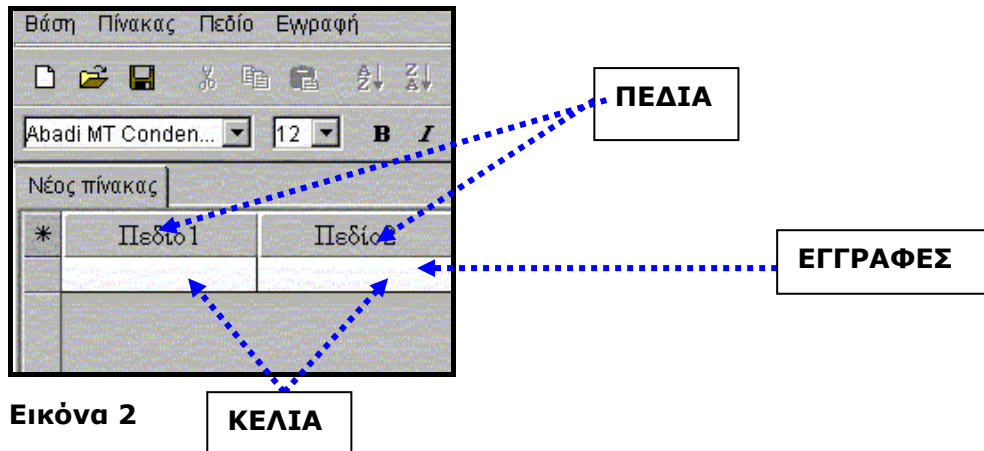 Βάση Πίνακας Πεδίο Εγγραφή
Abadi MT Conden... 12 B I
Νέος πίνακας
* Πεδίο1 Πεδίο2
ΠΕΔΙΑ
ΕΓΓΡΑΦΕΣ
ΚΕΛΙΑ
Εικόνα 2